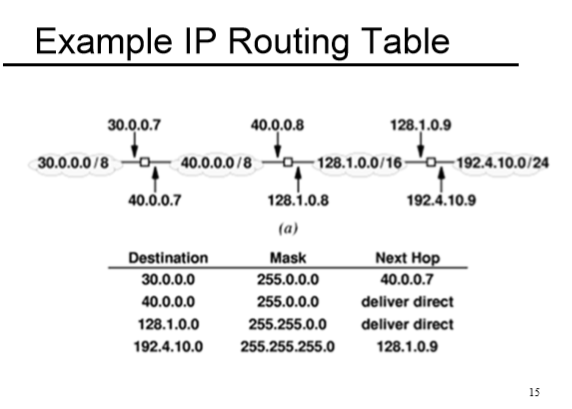 Example IP Routing Table
30.0.0.7 40.0.0.8 128.1.0.9
30.0.0.0/8 40.0.0.0/8 128.1.0.0/16 192.4.10.0/24
40.0.0.7 128.1.0.8 192.4.10.9
(a)
Destination Mask Next Hop
30.0.0.0 255.0.0.0 40.0.0.7
40.0.0.0 255.0.0.0 deliver direct
128.1.0.0 255.255.0.0 deliver direct
192.4.10.0 255.255.255.0 128.1.0.9
15